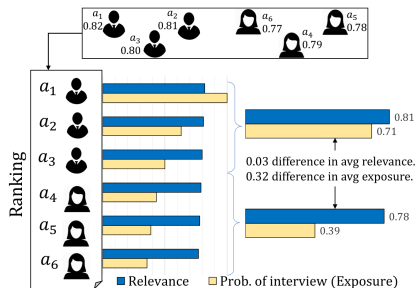 a1
0.82
a2
0.81
a3
0.80
a6
0.77
a4
0.79
a5
0.78
Ranking
a1
a2
a3
a4
a5
a6
0.81
0.71
0.03 difference in avg relevance.
0.32 difference in avg exposure.
0.78
0.39
Relevance
Prob. of interview (Exposure)